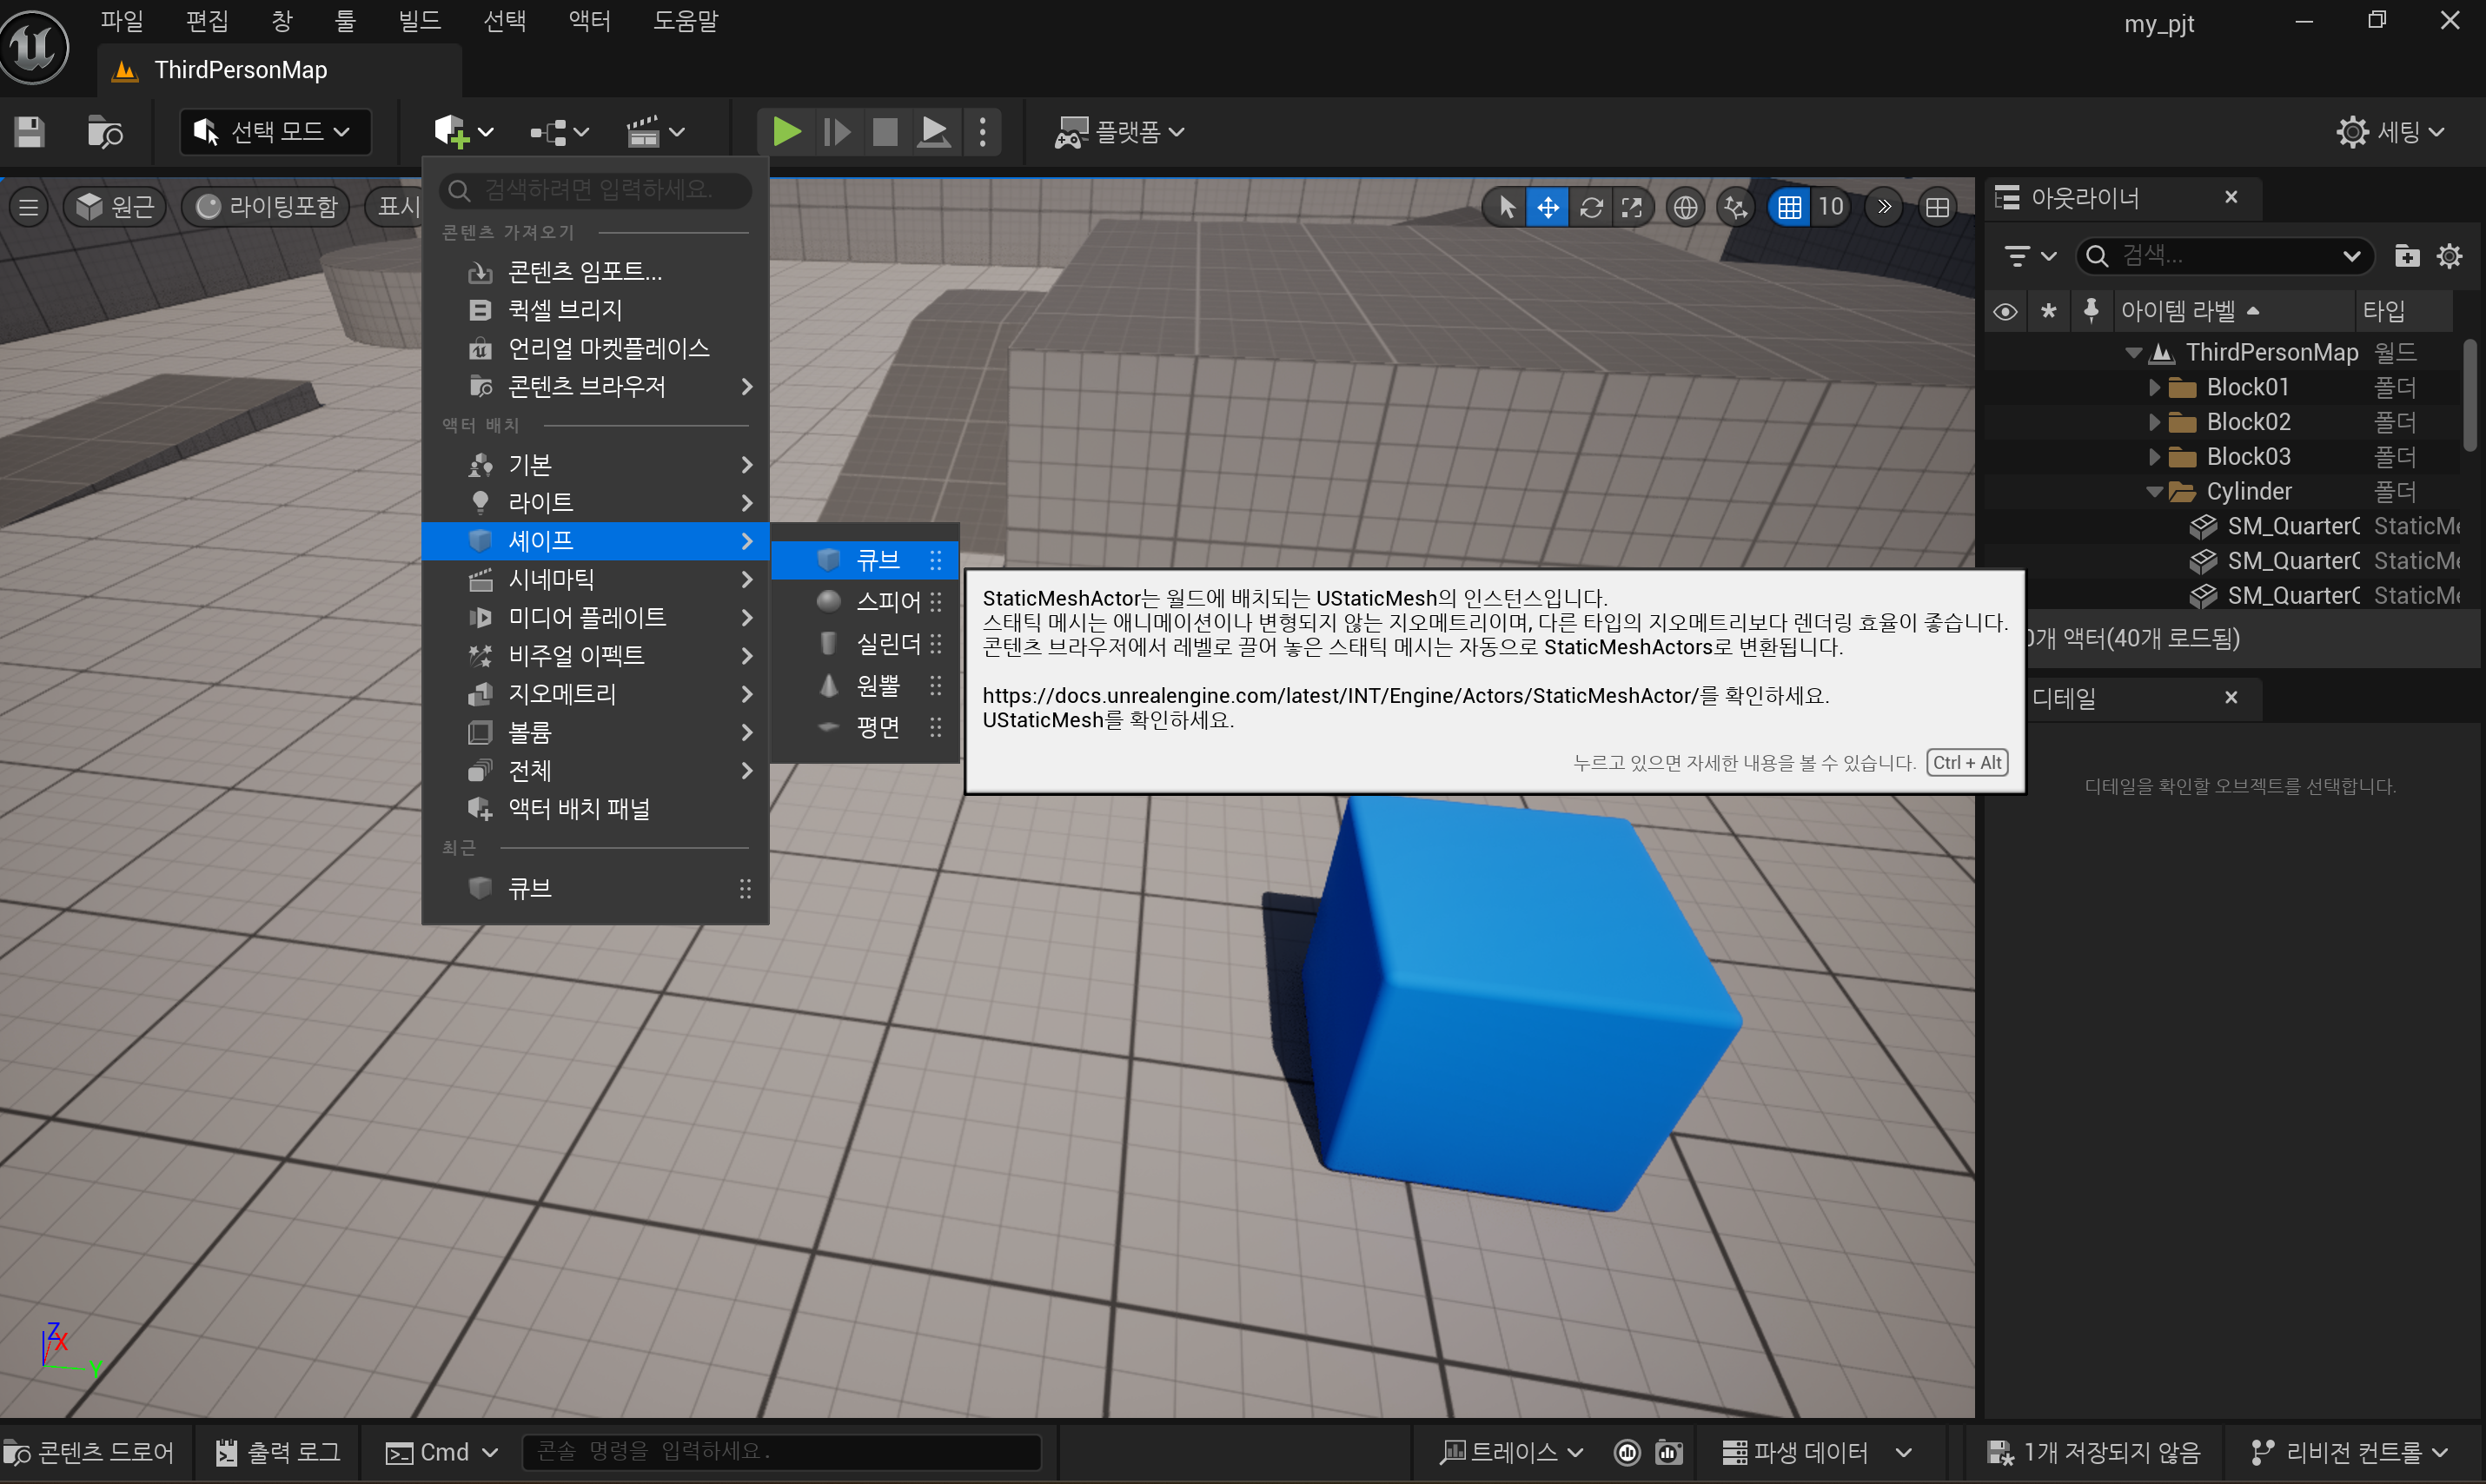 파일 편집 창 툴 빌드 선택 액터 도움말
my_pjt
ThirdPersonMap
선택 모드
플랫폼
세팅
원근
라이팅포함
표시
10
검색하려면 입력하세요.
콘텐츠 가져오기
콘텐츠 임포트...
퀵셀 브리지
언리얼 마켓플레이스
콘텐츠 브라우저
액터 배치
기본
라이트
셰이프
시네마틱
미디어 플레이트
비주얼 이펙트
지오메트리
볼륨
전체
액터 배치 패널
최근
큐브
큐브
스피어
실린더
원뿔
평면
StaticMeshActor는 월드에 배치되는 UStaticMesh의 인스턴스입니다.
스태틱 메시는 애니메이션이나 변형되지 않는 지오메트리이며, 다른 타입의 지오메트리보다 렌더링 효율이 좋습니다.
콘텐츠 브라우저에서 레벨로 끌어 놓은 스태틱 메시는 자동으로 StaticMeshActors로 변환됩니다.
https://docs.unrealengine.com/latest/INT/Engine/Actors/StaticMeshActor/를 확인하세요.
UStaticMesh를 확인하세요.
누르고 있으면 자세한 내용을 볼 수 있습니다. Ctrl + Alt
아웃라이너
검색...
아이템 라벨 타입
ThirdPersonMap 월드
Block01 폴더
Block02 폴더
Block03 폴더
Cylinder 폴더
SM_Quarter StaticMe
SM_Quarter StaticMe
SM_Quarter StaticMe
0개 액터(40개 로드됨)
디테일
디테일을 확인할 오브젝트를 선택합니다.
Z
X
Y
콘텐츠 드로어
출력 로그
Cmd
콘솔 명령을 입력하세요.
트레이스
파생 데이터
1개 저장되지 않음
리비전 컨트롤